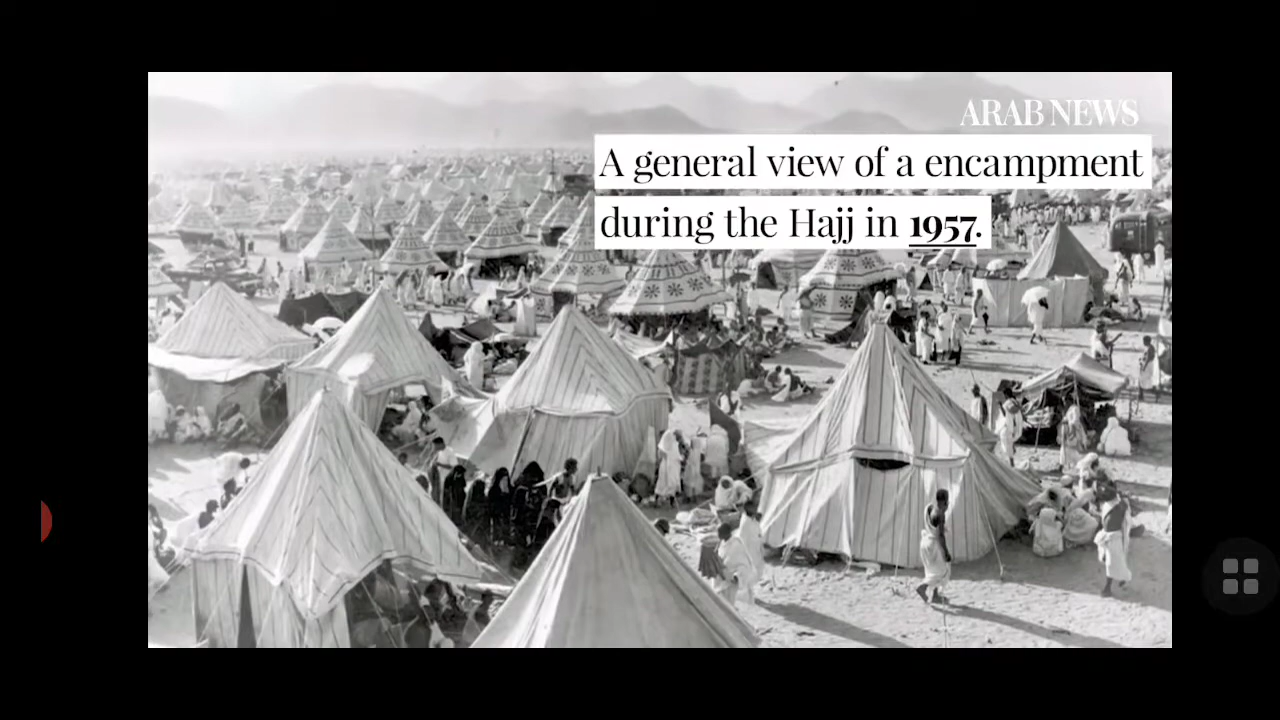 ARAB NEWS
A general view of a encampment
during the Hajj in 1957.